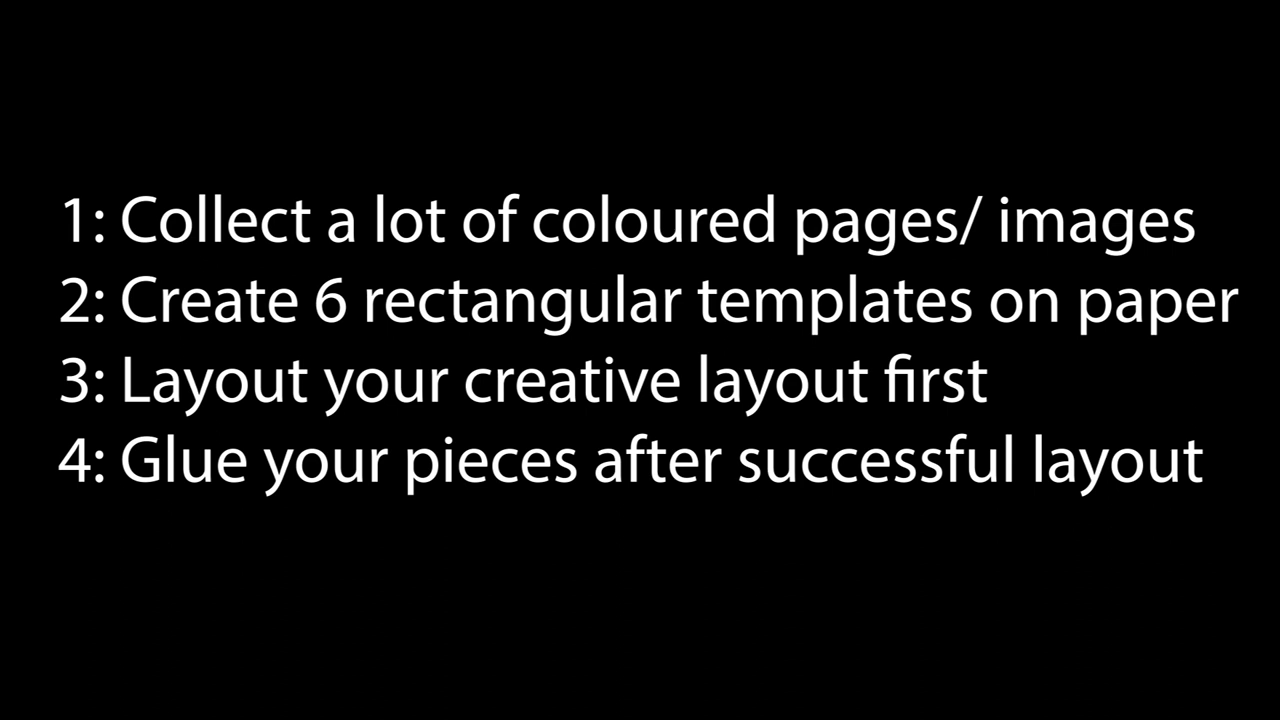 1: Collect a lot of coloured pages/ images
2: Create 6 rectangular templates on paper
3: Layout your creative layout first
4: Glue your pieces after successful layout